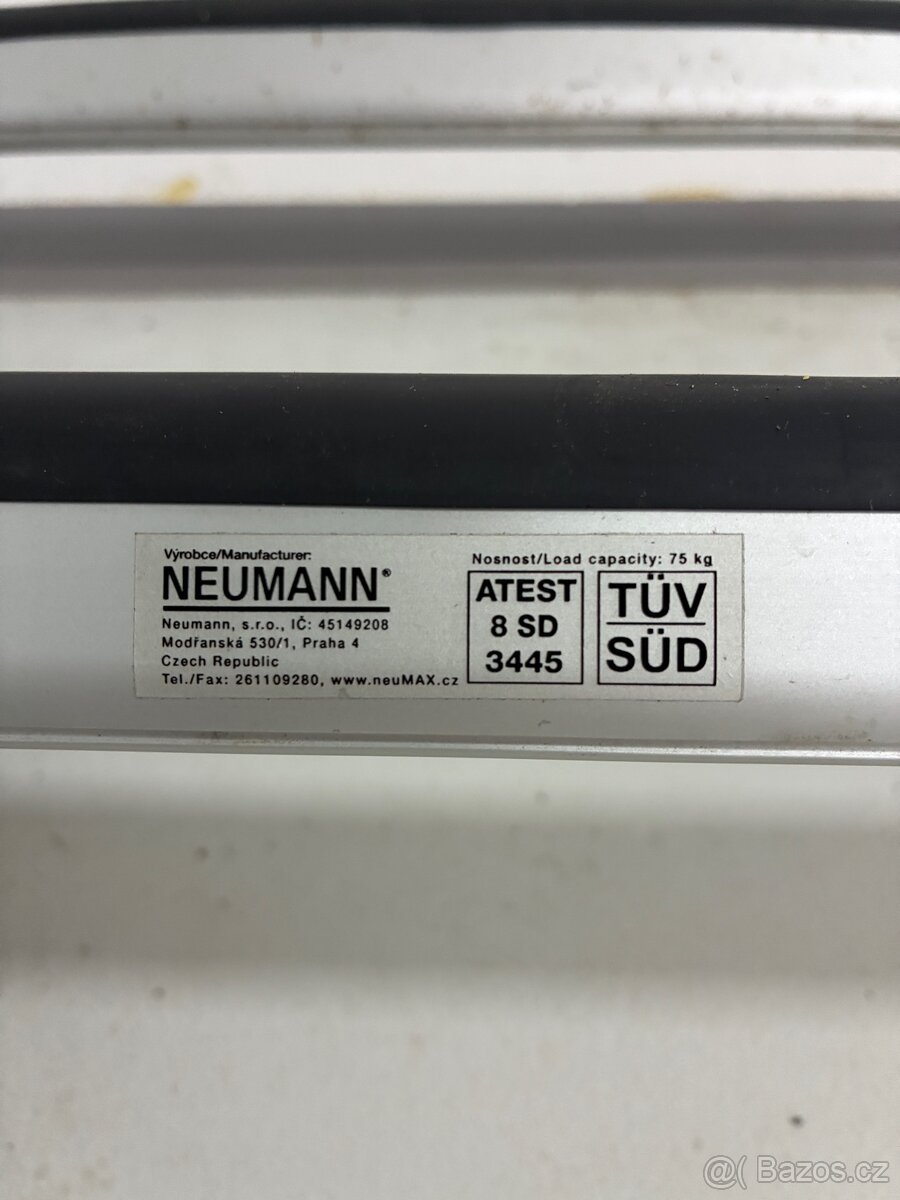 Výrobce/Manufacturer:
NEUMANN®
Neumann, s.r.o., IČ: 45149208
Modřanská 530/1, Praha 4
Czech Republic
Tel./Fax: 261109280, www.neuMAX.cz
Nosnost/Load capacity: 75 kg
ATEST
8 SD
3445
TÜV
SÜD
@( Bazos.cz